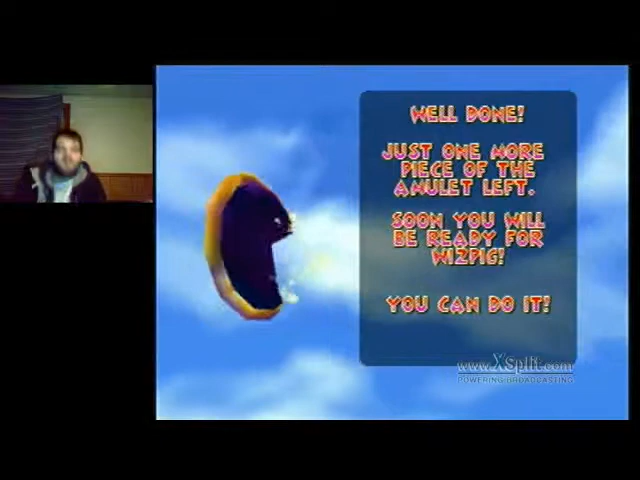 WELL DONE!
JUST ONE MORE
PIECE OF THE
AMULET LEFT.
SOON YOU WILL
BE READY FOR
WIZPIG!
YOU CAN DO IT!
www.XSplit.com
POWERING BROADCASTING